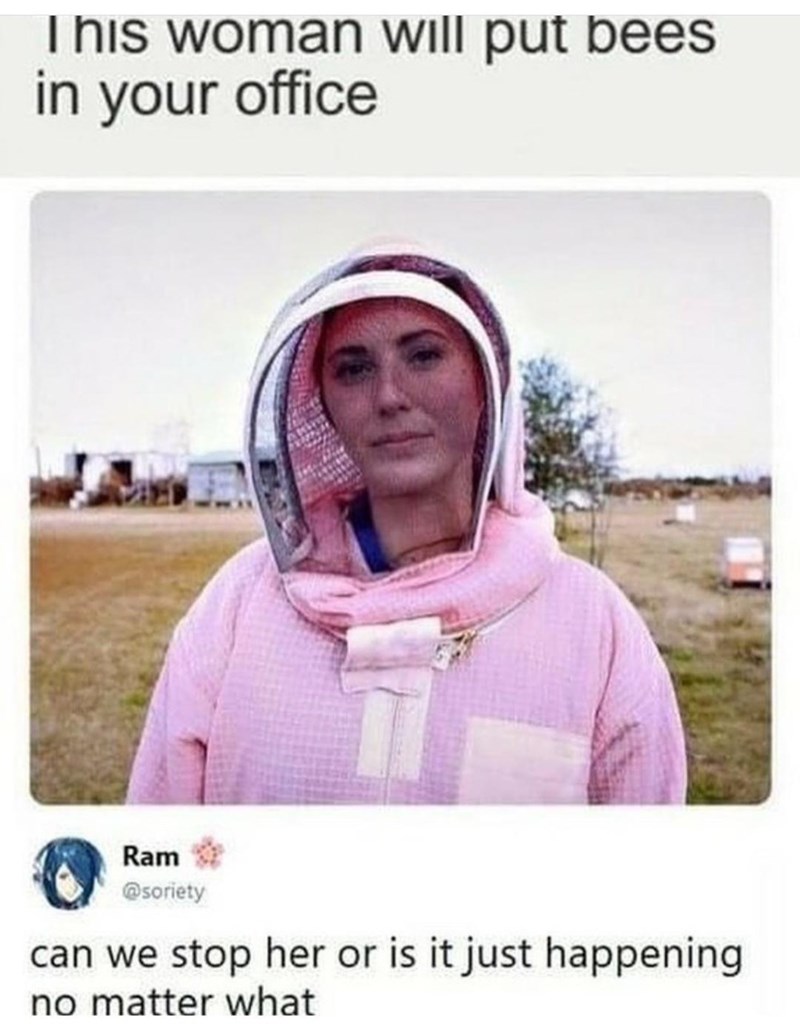 This woman will put bees
in your office
Ram
@soriety
can we stop her or is it just happening
no matter what